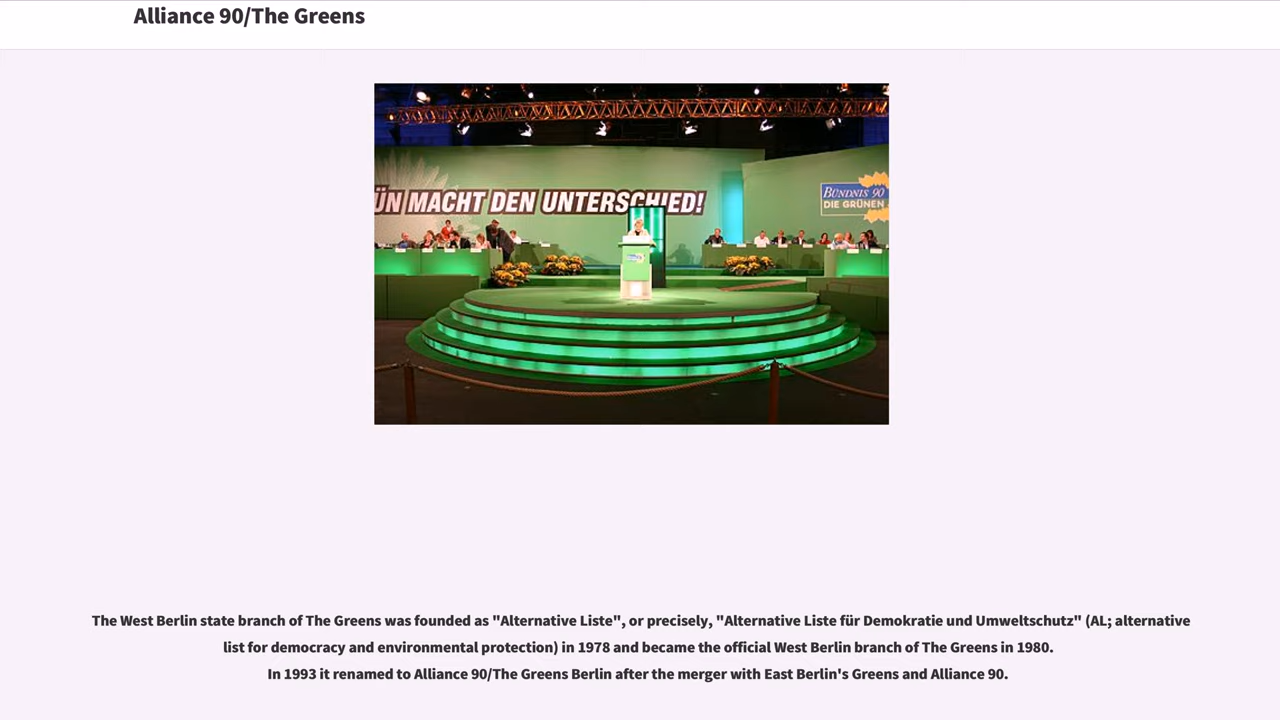 Alliance 90/The Greens
ÜN MACHT DEN UNTERSCHIED!
BÜNDNIS 90
DIE GRÜNEN
The West Berlin state branch of The Greens was founded as "Alternative Liste", or precisely, "Alternative Liste für Demokratie und Umweltschutz" (AL; alternative
list for democracy and environmental protection) in 1978 and became the official West Berlin branch of The Greens in 1980.
In 1993 it renamed to Alliance 90/The Greens Berlin after the merger with East Berlin's Greens and Alliance 90.